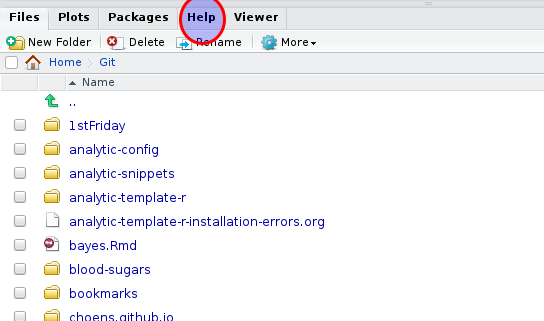 Files Plots Packages Help Viewer
New Folder Delete Rename More
Home Git
Name
..
1stFriday
analytic-config
analytic-snippets
analytic-template-r
analytic-template-r-installation-errors.org
bayes.Rmd
blood-sugars
bookmarks
choens.github.io